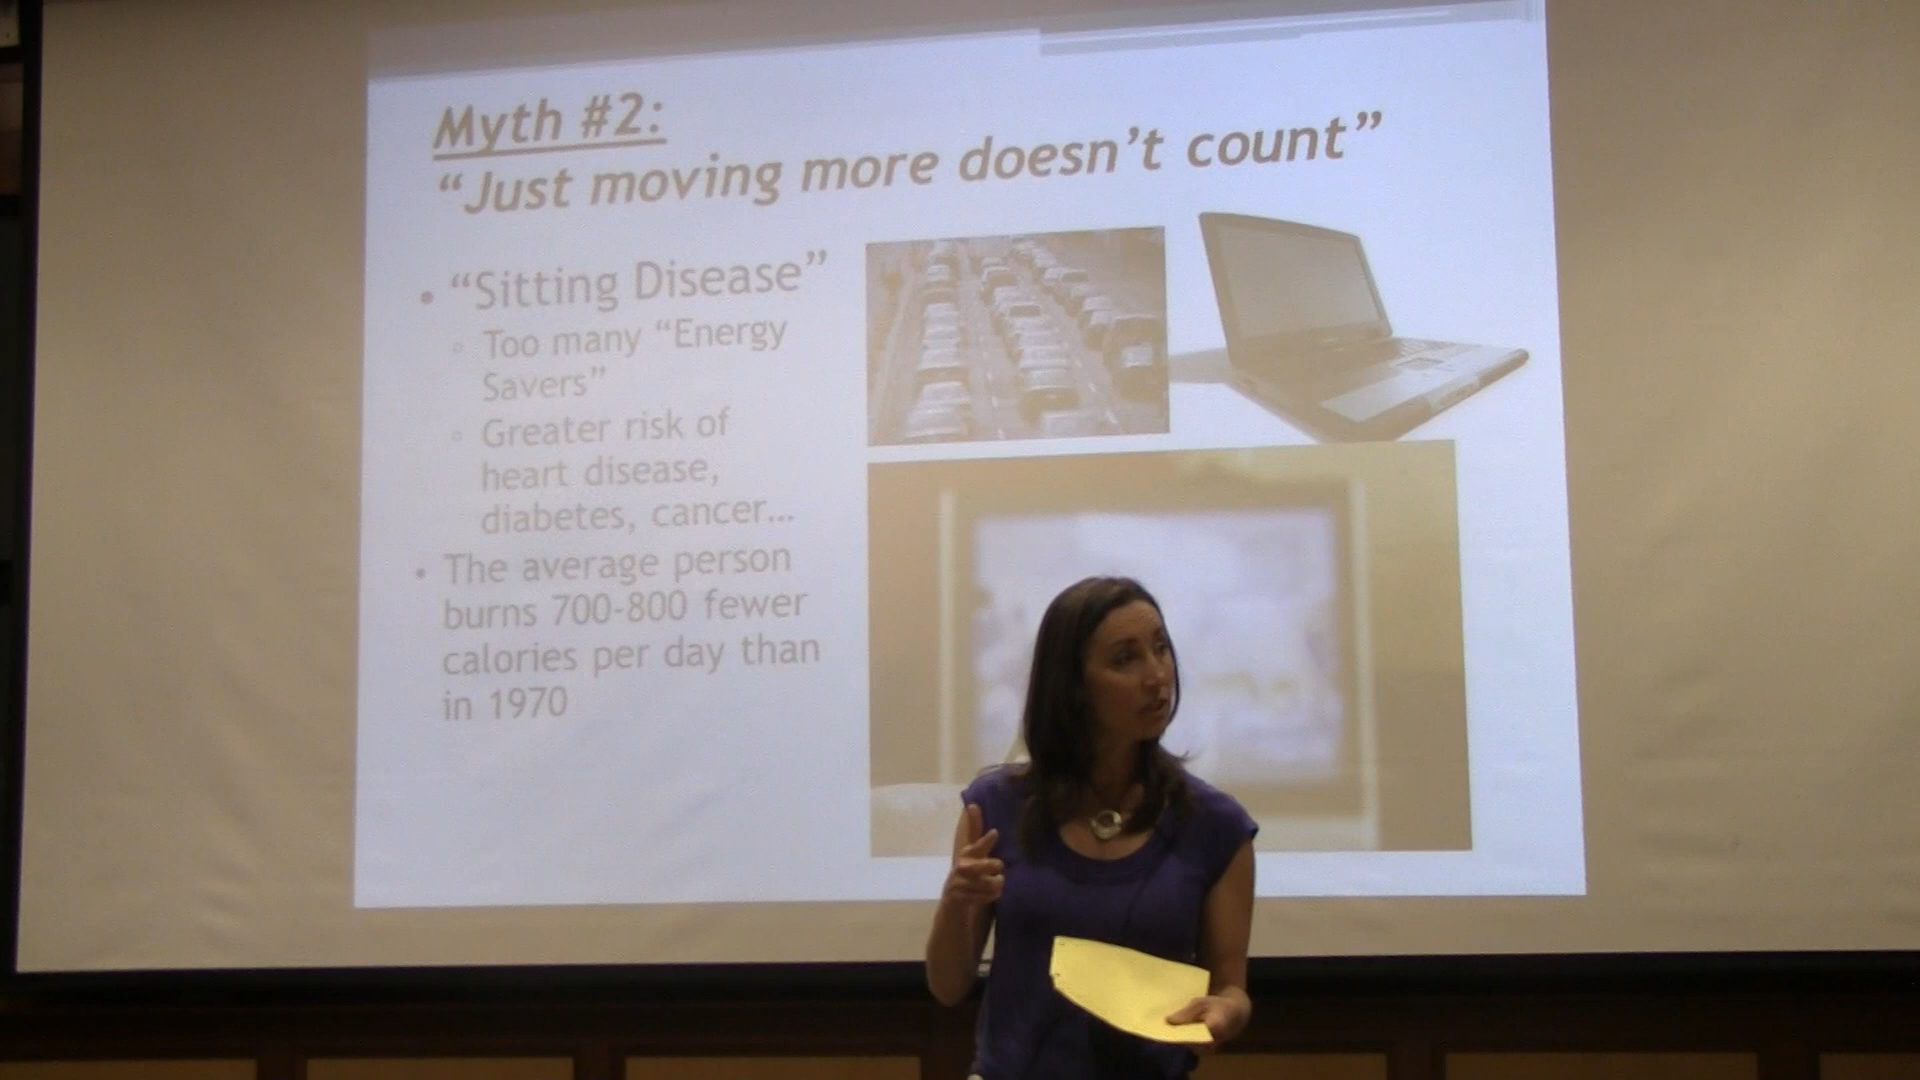 Myth #2:
“Just moving more doesn’t count”
• “Sitting Disease”
▫ Too many “Energy
Savers”
▫ Greater risk of
heart disease,
diabetes, cancer…
• The average person
burns 700-800 fewer
calories per day than
in 1970